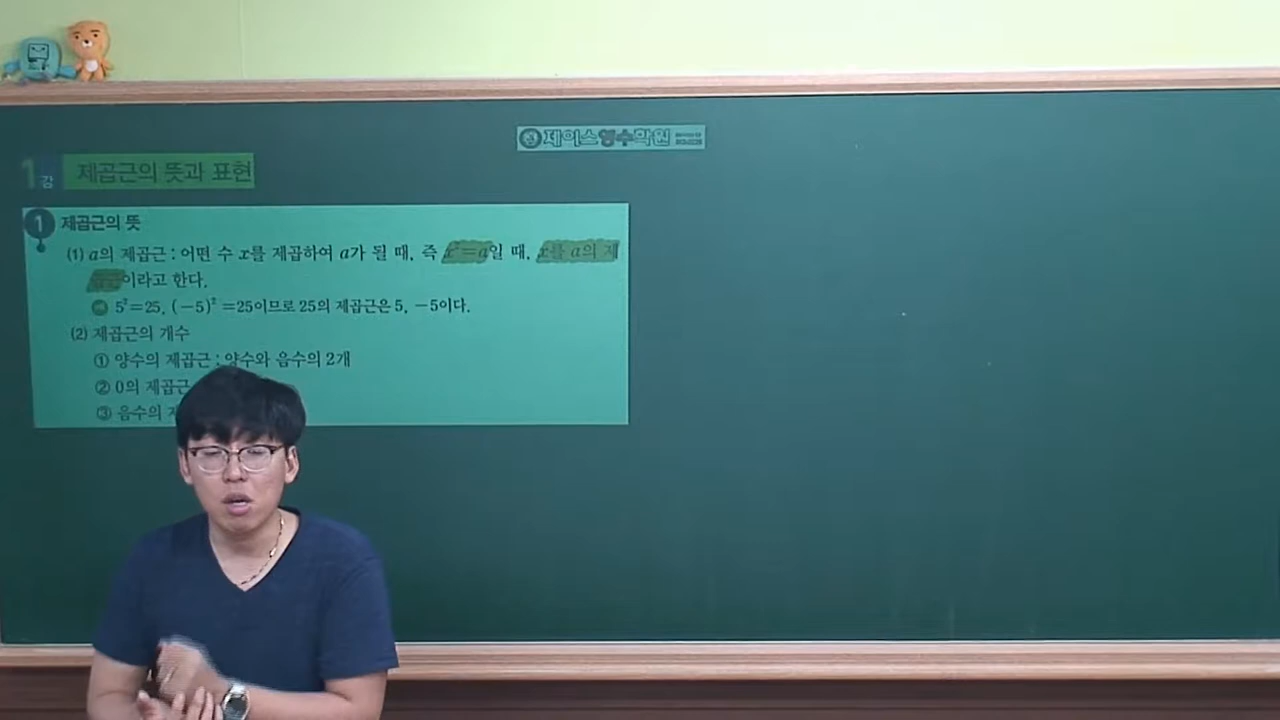 제이스영수학원
1강 제곱근의 뜻과 표현
1 제곱근의 뜻
(1) a의 제곱근 : 어떤 수 x를 제곱하여 a가 될 때, 즉 x²=a일 때, x를 a의 제
이라고 한다.
5²=25, (−5)²=25이므로 25의 제곱근은 5, −5이다.
(2) 제곱근의 개수
① 양수의 제곱근 : 양수와 음수의 2개
② 0의 제곱근
③ 음수의